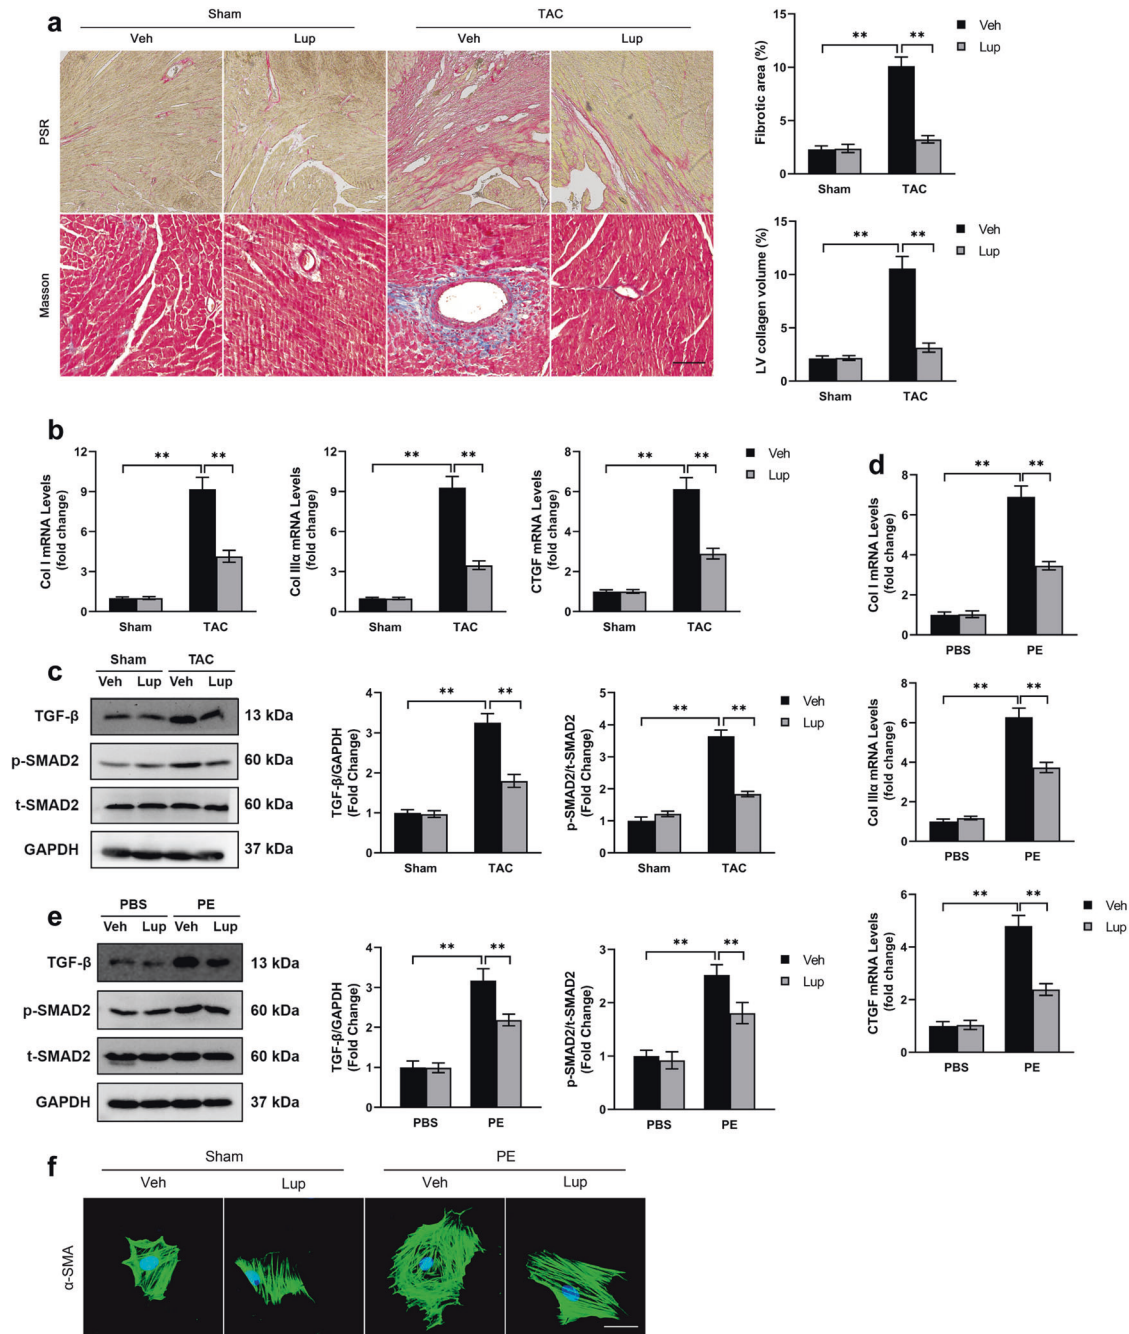 a
Sham
TAC
Veh
Lup
Veh
Lup
PSR
Masson
Fibrotic area (%)
15
10
5
0
**
**
Sham
TAC
Veh
Lup
LV collagen volume (%)
15
10
5
0
**
**
Sham
TAC
Veh
Lup
b
Col I mRNA Levels
(fold change)
12
9
6
3
0
**
**
Sham
TAC
Col IIIα mRNA Levels
(fold change)
12
9
6
3
0
**
**
Sham
TAC
CTGF mRNA Levels
(fold change)
8
6
4
2
0
**
**
Sham
TAC
Veh
Lup
c
Sham
TAC
Veh
Lup
Veh
Lup
TGF-β
13 kDa
p-SMAD2
60 kDa
t-SMAD2
60 kDa
GAPDH
37 kDa
TGF-β/GAPDH
(Fold Change)
4
3
2
1
0
**
**
Sham
TAC
p-SMAD2/t-SMAD2
(Fold Change)
5
4
3
2
1
0
**
**
Sham
TAC
Veh
Lup
d
Col I mRNA Levels
(fold change)
8
6
4
2
0
**
**
PBS
PE
Col IIIα mRNA Levels
(fold change)
8
6
4
2
0
**
**
PBS
PE
CTGF mRNA Levels
(fold change)
6
4
2
0
**
**
PBS
PE
Veh
Lup
e
PBS
PE
Veh
Lup
Veh
Lup
TGF-β
13 kDa
p-SMAD2
60 kDa
t-SMAD2
60 kDa
GAPDH
37 kDa
TGF-β/GAPDH
(Fold Change)
4
3
2
1
0
**
**
PBS
PE
p-SMAD2/t-SMAD2
(Fold Change)
3
2
1
0
**
**
PBS
PE
Veh
Lup
f
Sham
PE
Veh
Lup
Veh
Lup
α-SMA